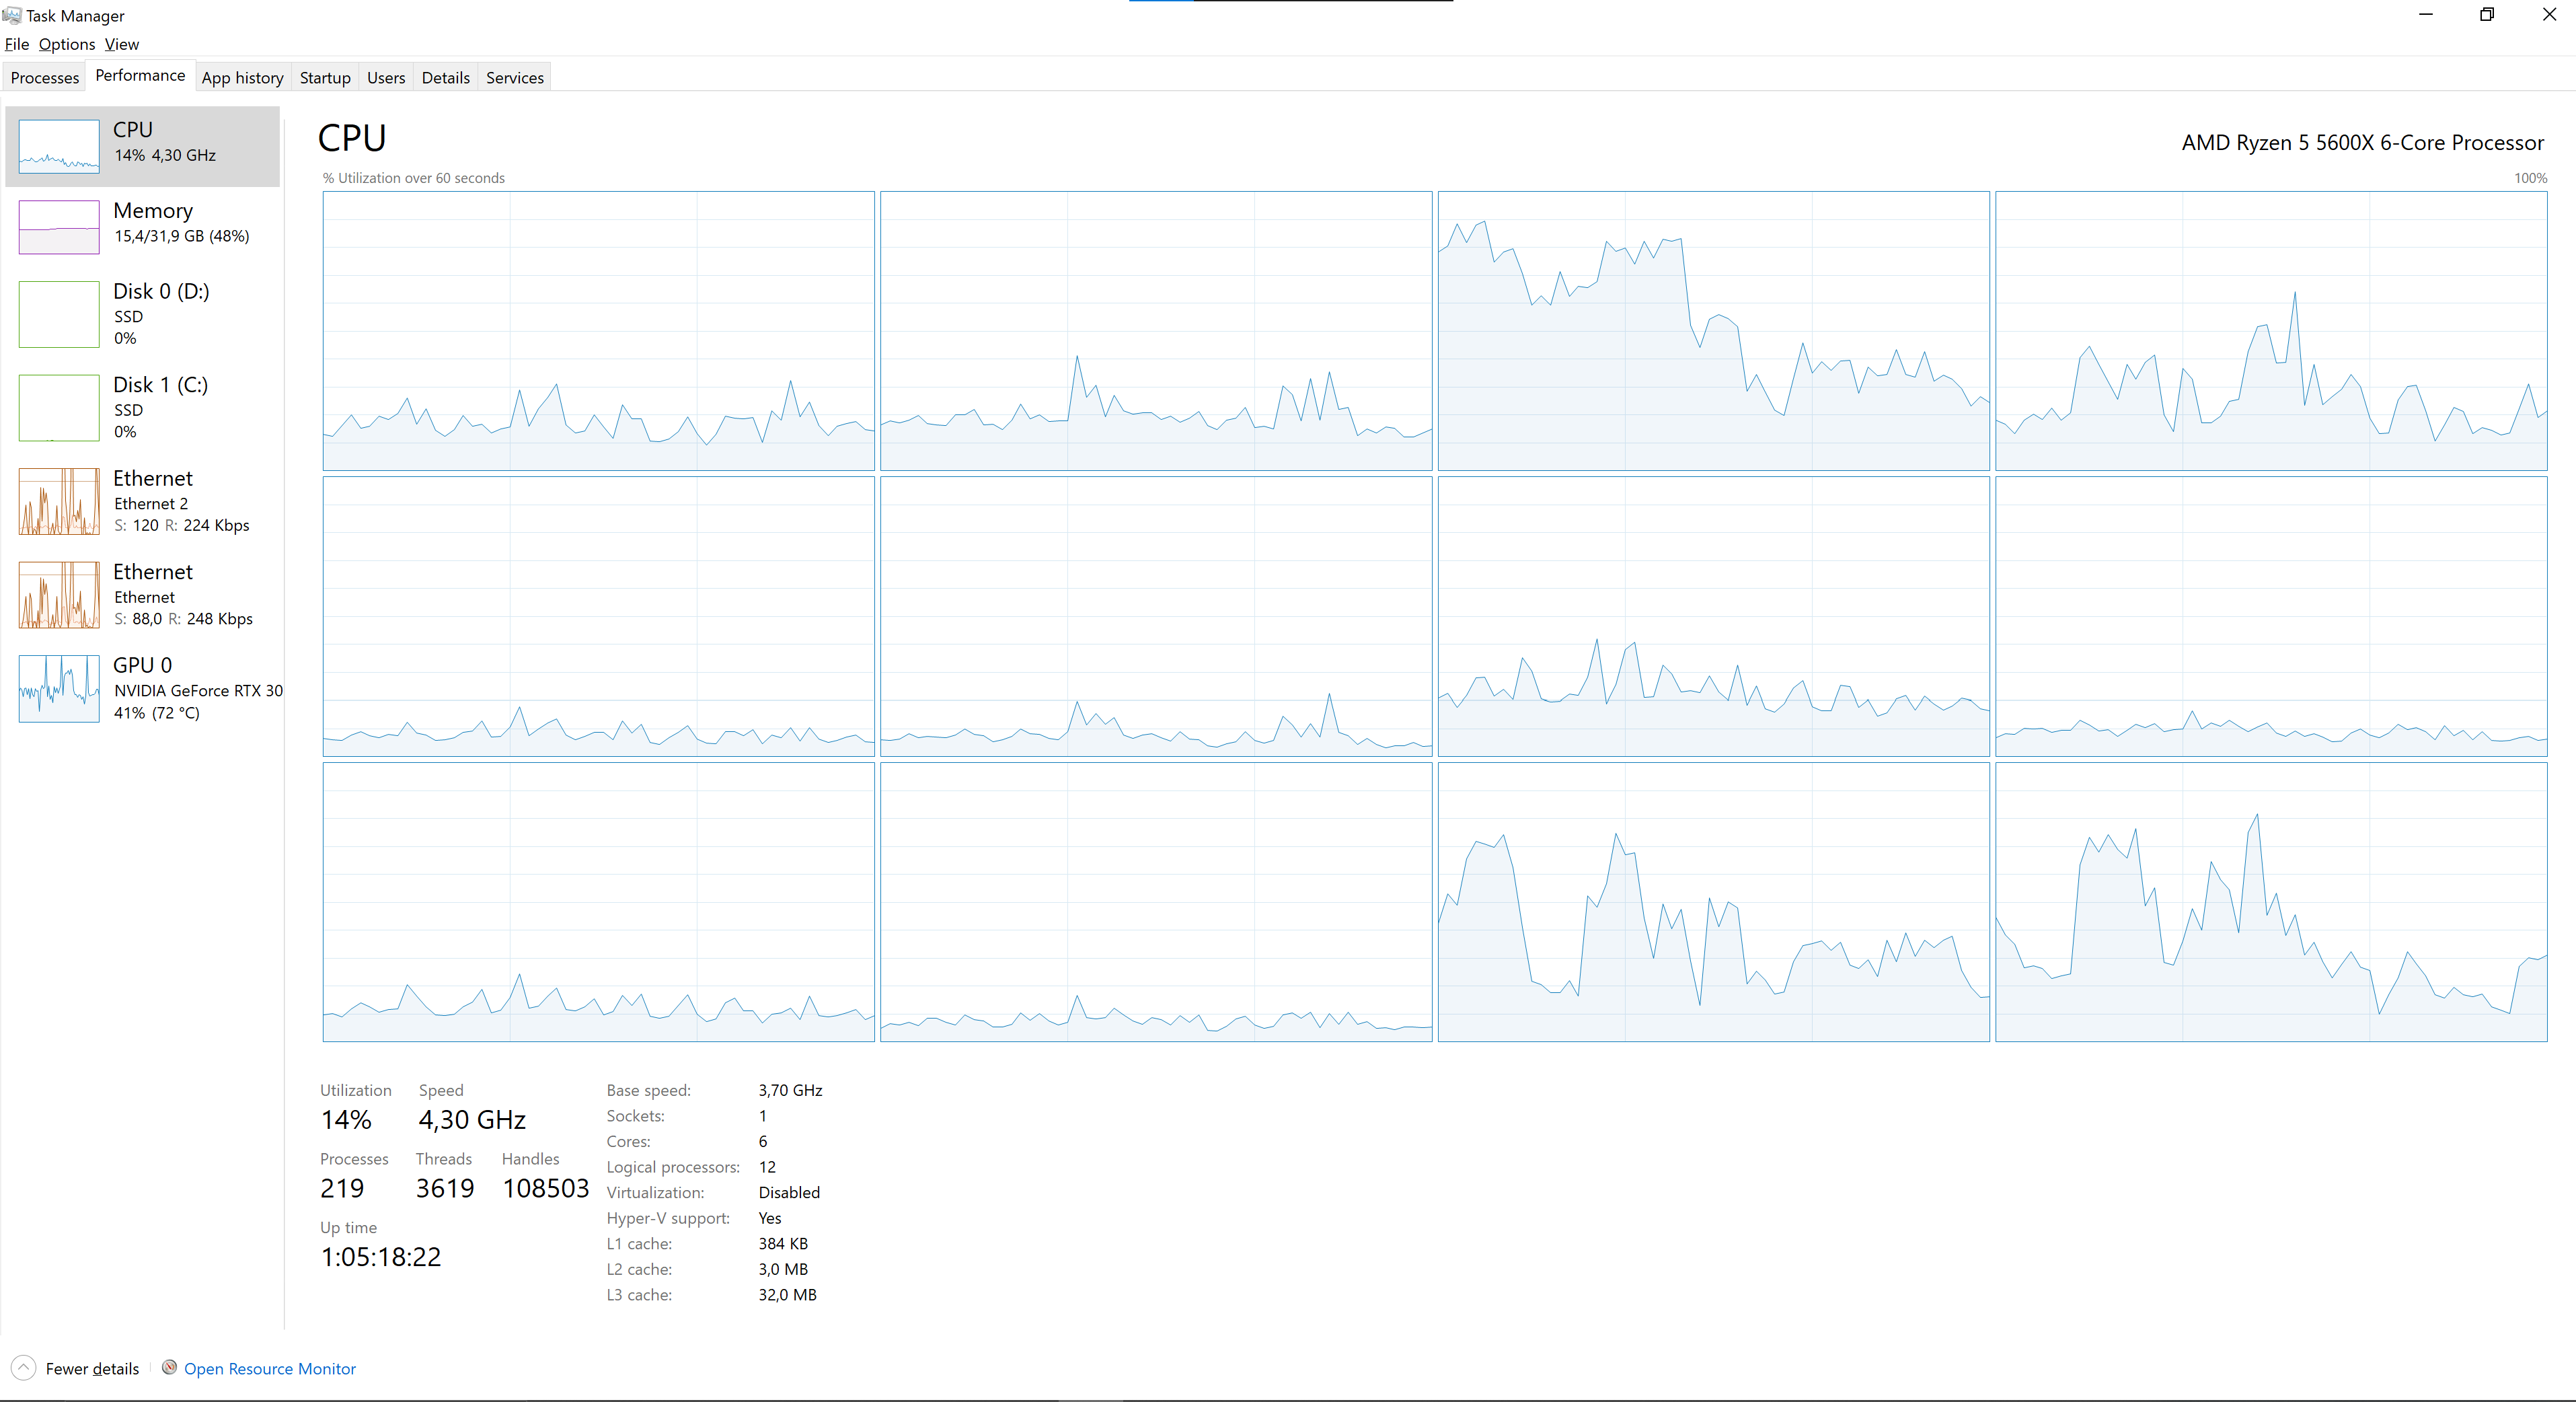 Task Manager
File Options View
Processes Performance App history Startup Users Details Services
CPU
14% 4,30 GHz
Memory
15,4/31,9 GB (48%)
Disk 0 (D:)
SSD
0%
Disk 1 (C:)
SSD
0%
Ethernet
Ethernet 2
S: 120 R: 224 Kbps
Ethernet
Ethernet
S: 88,0 R: 248 Kbps
GPU 0
NVIDIA GeForce RTX 30
41% (72 °C)
CPU
AMD Ryzen 5 5600X 6-Core Processor
% Utilization over 60 seconds
100%
Utilization Speed
14% 4,30 GHz
Processes Threads Handles
219 3619 108503
Up time
1:05:18:22
Base speed: 3,70 GHz
Sockets: 1
Cores: 6
Logical processors: 12
Virtualization: Disabled
Hyper-V support: Yes
L1 cache: 384 KB
L2 cache: 3,0 MB
L3 cache: 32,0 MB
Fewer details
Open Resource Monitor